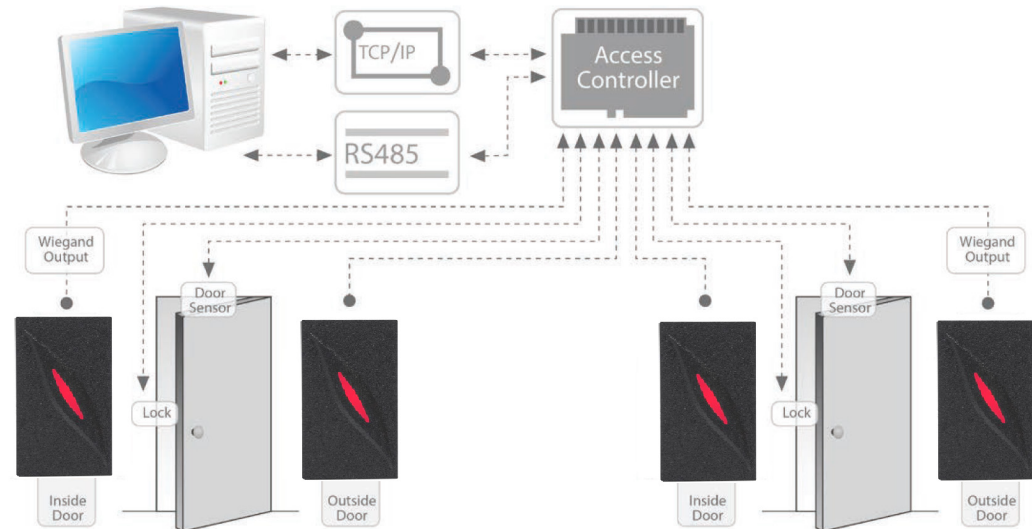 TCP/IP
Access
Controller
RS485
Wiegand
Output
Wiegand
Output
Door
Sensor
Door
Sensor
Lock
Lock
Inside
Door
Outside
Door
Inside
Door
Outside
Door